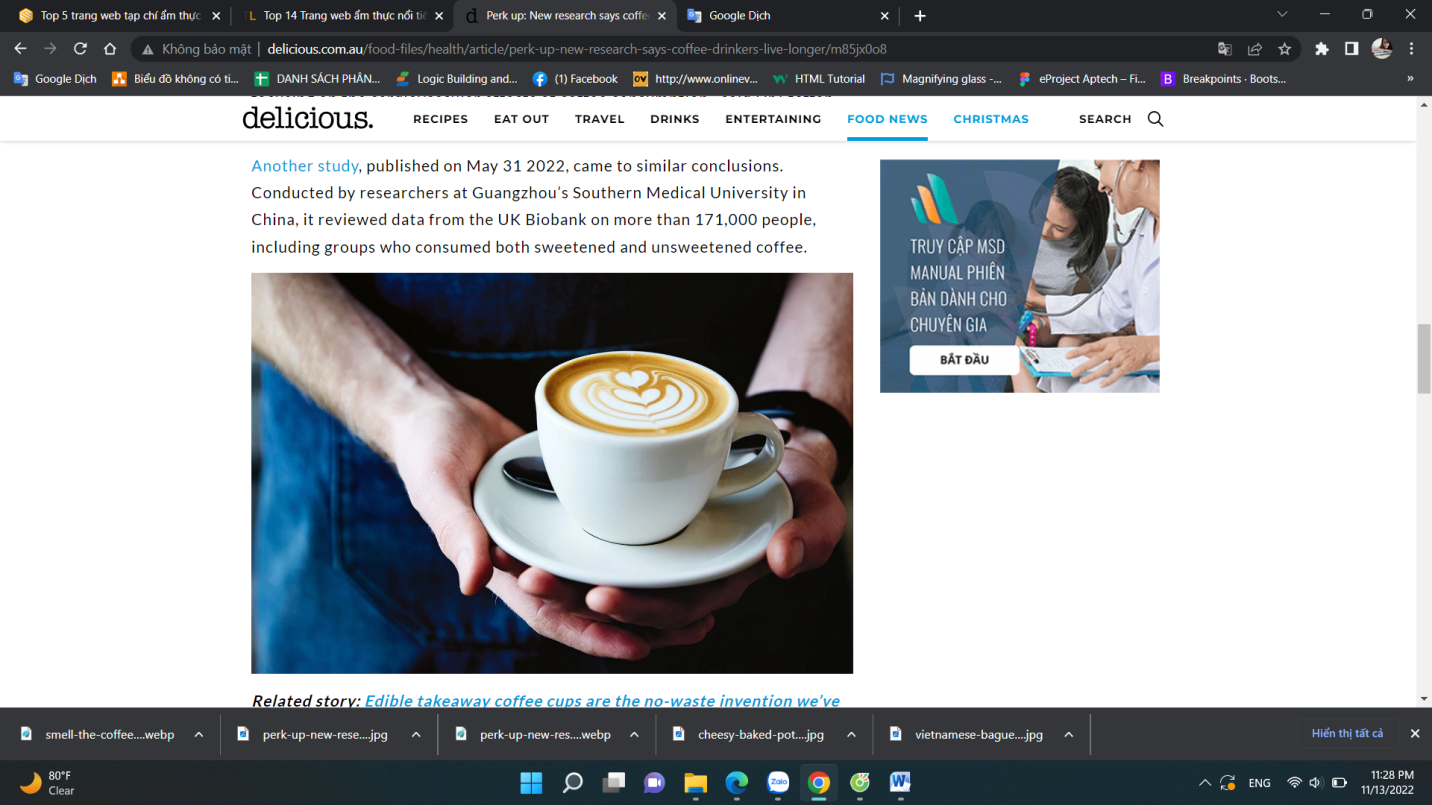 Top 5 trang web tạp chí ẩm thực
Top 14 Trang web ẩm thực nổi tiế
Perk up: New research says coffe
Google Dịch
Không bảo mật | delicious.com.au/food-files/health/article/perk-up-new-research-says-coffee-drinkers-live-longer/m85jx0o8
Google Dịch
Biểu đồ không có ti...
DANH SÁCH PHÂN...
Logic Building and...
(1) Facebook
http://www.onlinev...
HTML Tutorial
Magnifying glass -...
eProject Aptech – Fi...
Breakpoints · Boots...
»
delicious.
RECIPES
EAT OUT
TRAVEL
DRINKS
ENTERTAINING
FOOD NEWS
CHRISTMAS
SEARCH
Another study, published on May 31 2022, came to similar conclusions.
Conducted by researchers at Guangzhou’s Southern Medical University in
China, it reviewed data from the UK Biobank on more than 171,000 people,
including groups who consumed both sweetened and unsweetened coffee.
TRUY CẬP MSD
MANUAL PHIÊN
BẢN DÀNH CHO
CHUYÊN GIA
BẮT ĐẦU
Related story: Edible takeaway coffee cups are the no-waste invention we’ve
smell-the-coffee....webp
perk-up-new-rese....jpg
perk-up-new-res....webp
cheesy-baked-pot....jpg
vietnamese-bague....jpg
Hiển thị tất cả
80°F
Clear
Zalo
ENG
11:28 PM
11/13/2022